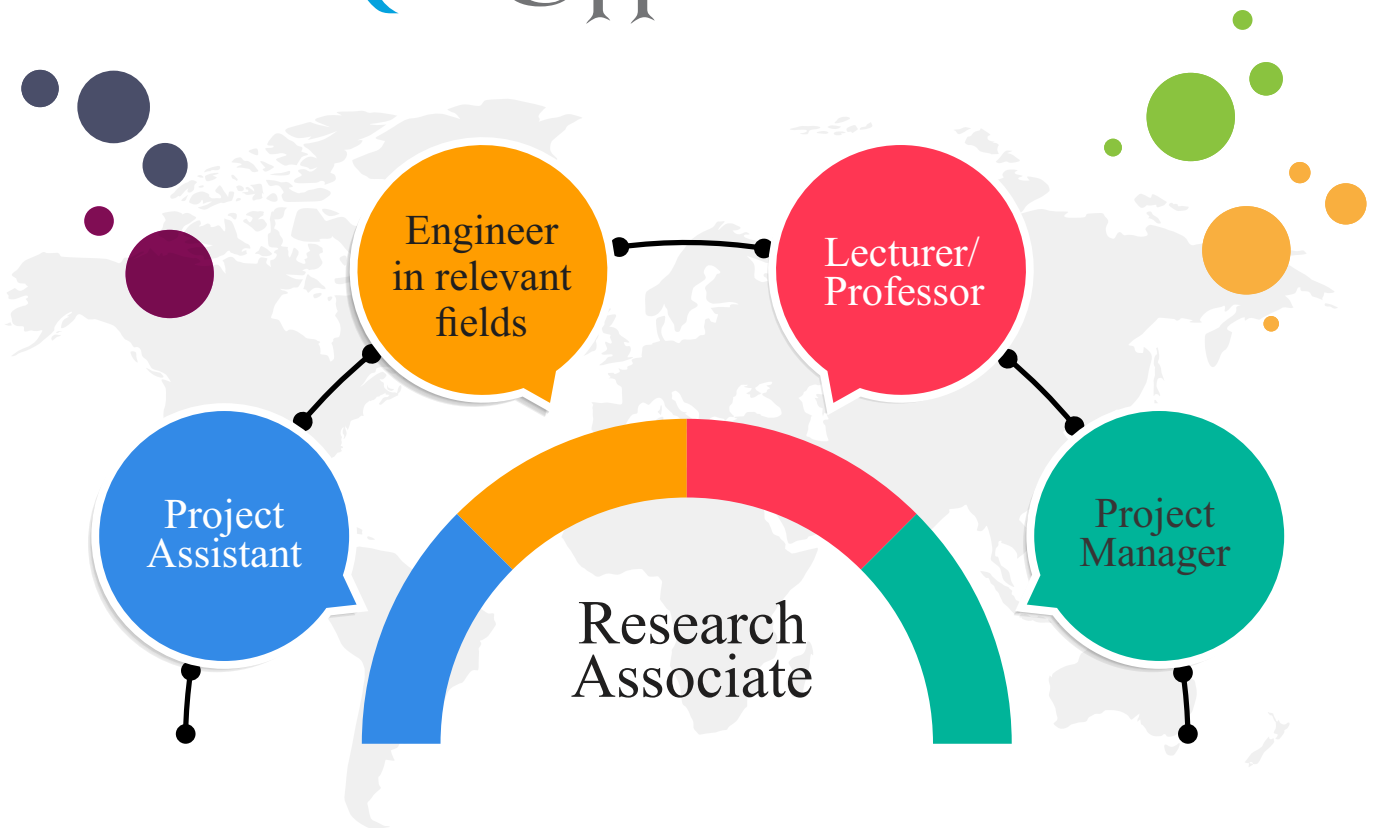 Engineer
in relevant
fields
Lecturer/
Professor
Project
Assistant
Project
Manager
Research
Associate